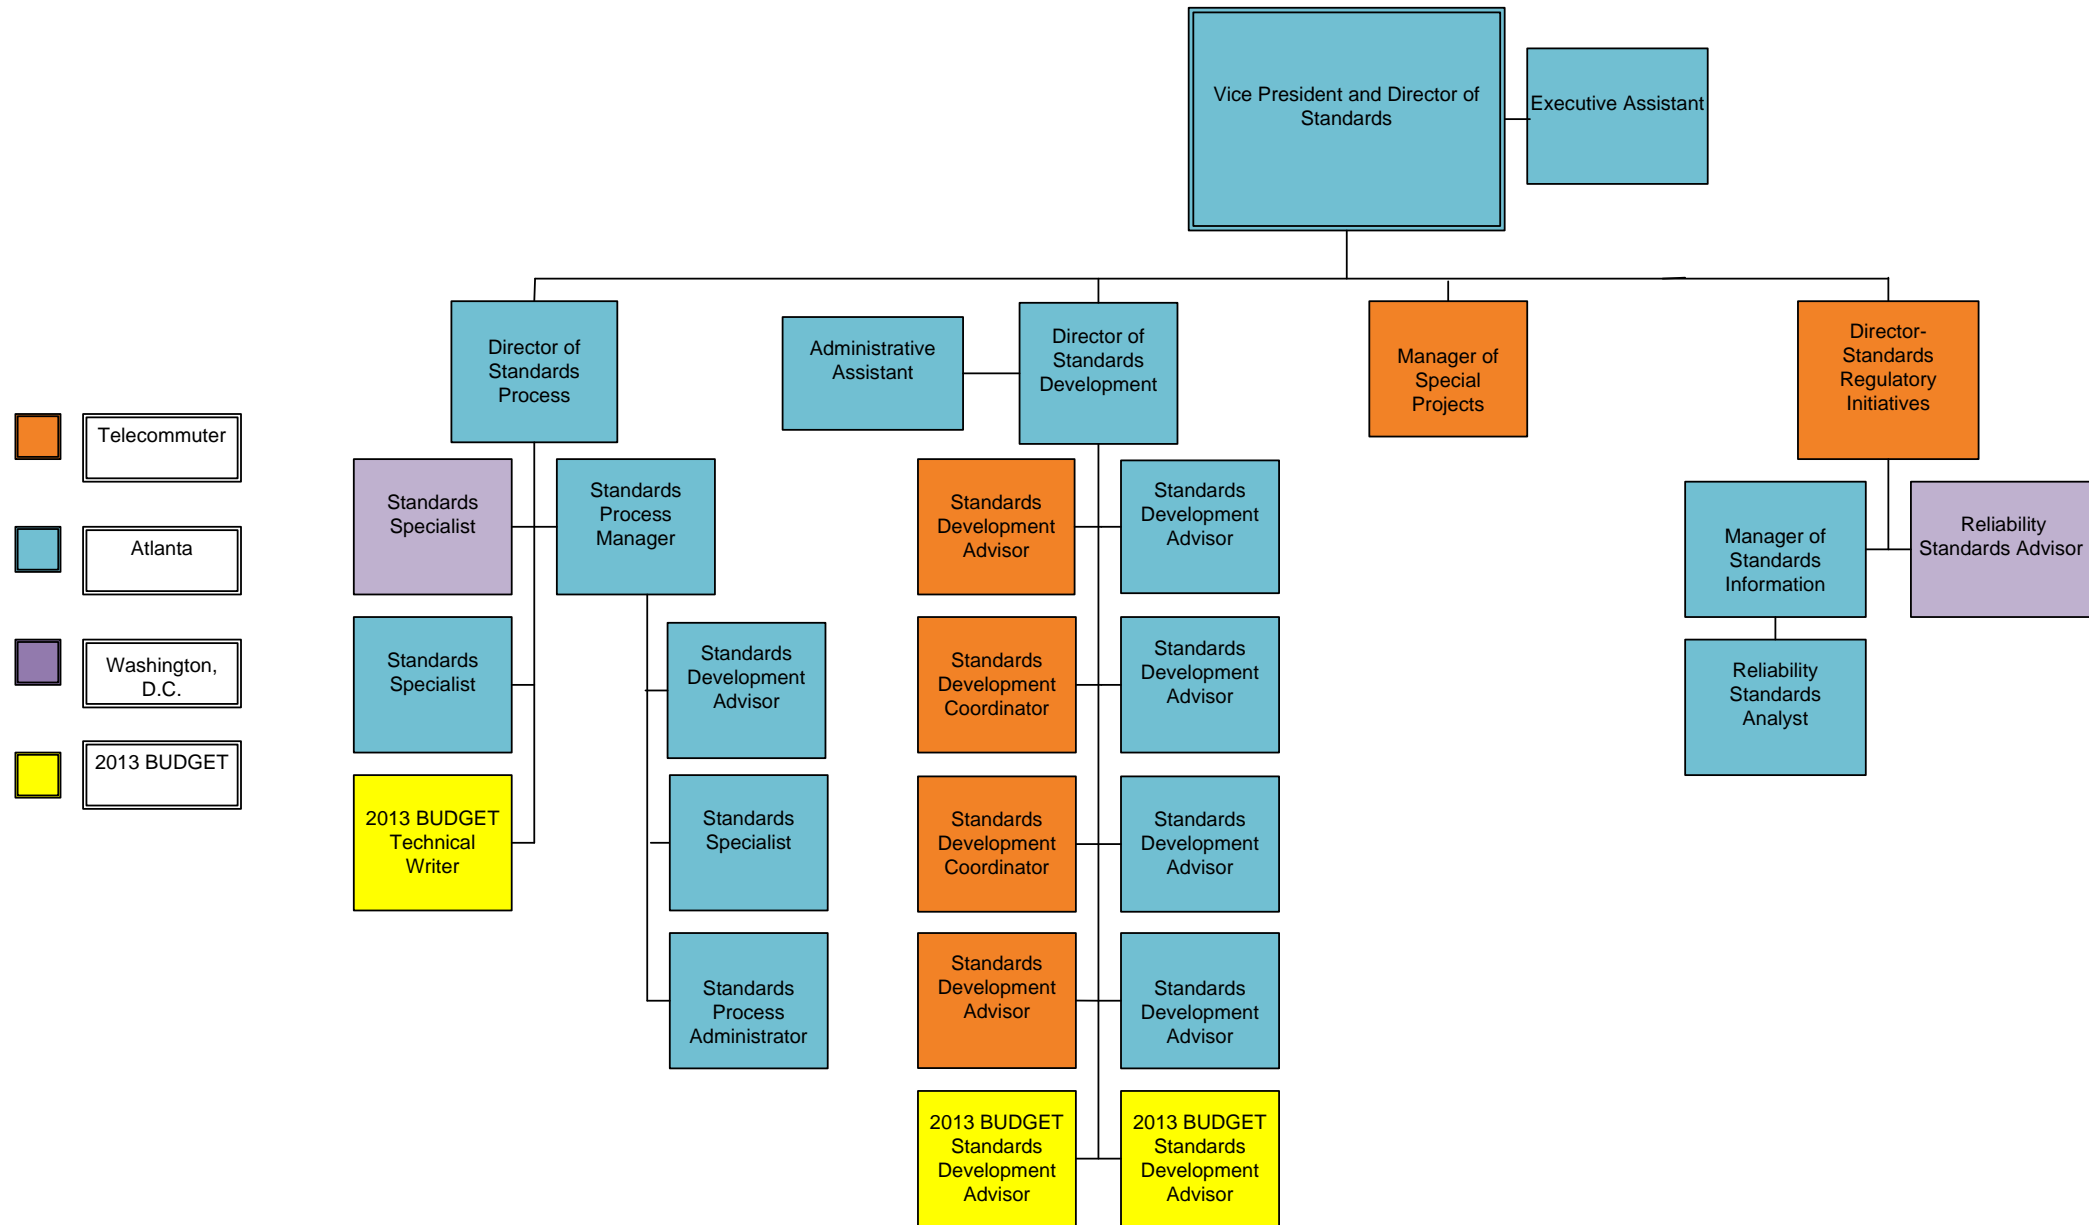 Vice President and Director of
Standards
Executive Assistant
Director of
Standards
Process
Administrative
Assistant
Director of
Standards
Development
Manager of
Special
Projects
Director-
Standards
Regulatory
Initiatives
Telecommuter
Atlanta
Washington,
D.C.
2013 BUDGET
Standards
Specialist
Standards
Process
Manager
Standards
Specialist
2013 BUDGET
Technical
Writer
Standards
Development
Advisor
Standards
Specialist
Standards
Process
Administrator
Standards
Development
Advisor
Standards
Development
Advisor
Standards
Development
Coordinator
Standards
Development
Advisor
Standards
Development
Coordinator
Standards
Development
Advisor
Standards
Development
Advisor
Standards
Development
Advisor
2013 BUDGET
Standards
Development
Advisor
2013 BUDGET
Standards
Development
Advisor
Manager of
Standards
Information
Reliability
Standards Advisor
Reliability
Standards
Analyst